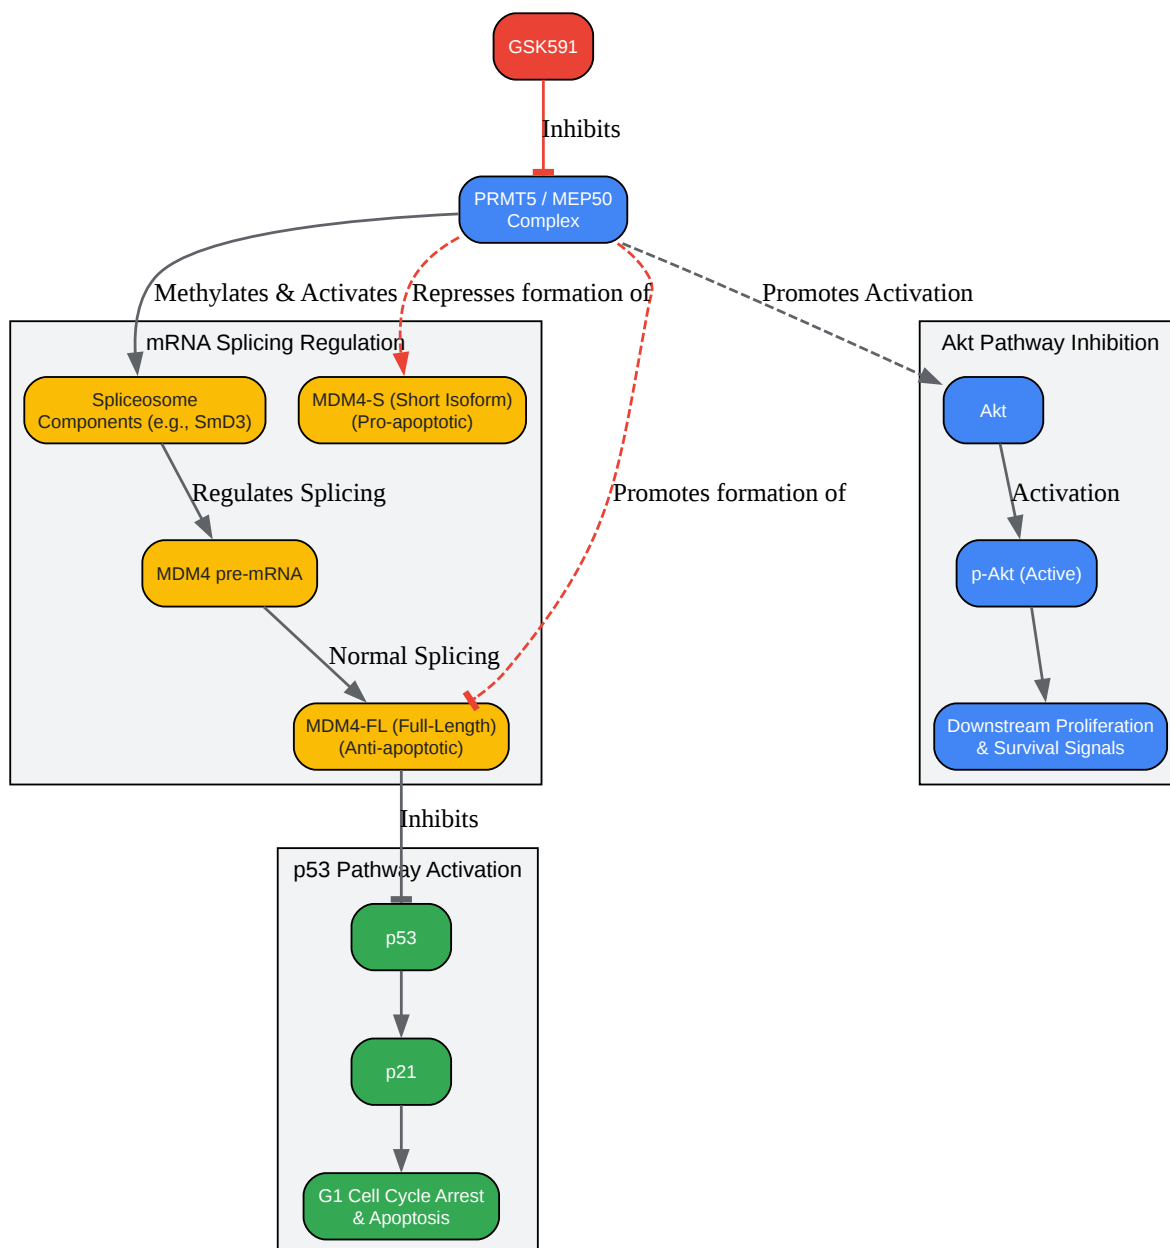 GSK591
Inhibits
PRMT5 / MEP50
Complex
Methylates & Activates
Represses formation of
Promotes Activation
mRNA Splicing Regulation
Akt Pathway Inhibition
Spliceosome
Components (e.g., SmD3)
MDM4-S (Short Isoform)
(Pro-apoptotic)
Akt
Regulates Splicing
Promotes formation of
Activation
MDM4 pre-mRNA
p-Akt (Active)
Normal Splicing
MDM4-FL (Full-Length)
(Anti-apoptotic)
Downstream Proliferation
& Survival Signals
Inhibits
p53 Pathway Activation
p53
p21
G1 Cell Cycle Arrest
& Apoptosis